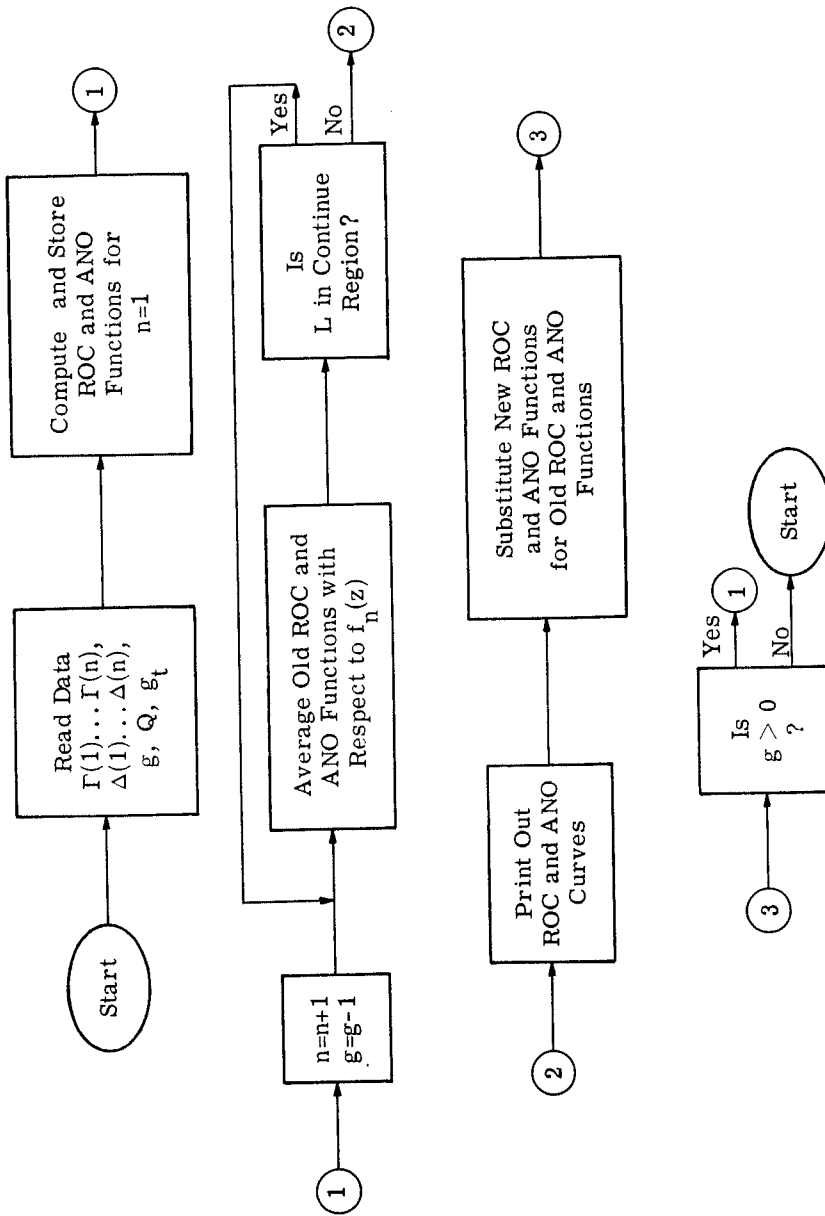 Start
Read Data
Γ(1)...Γ(n),
Δ(1)...Δ(n),
g, Q, g_t
Compute and Store
ROC and ANO
Functions for
n=1
1
1
n=n+1
g=g-1
Average Old ROC and
ANO Functions with
Respect to f_n(z)
Is
L in Continue
Region?
Yes
No
2
2
Print Out
ROC and ANO
Curves
Substitute New ROC
and ANO Functions
for Old ROC and ANO
Functions
3
3
Is
g > 0
?
Yes
1
No
Start